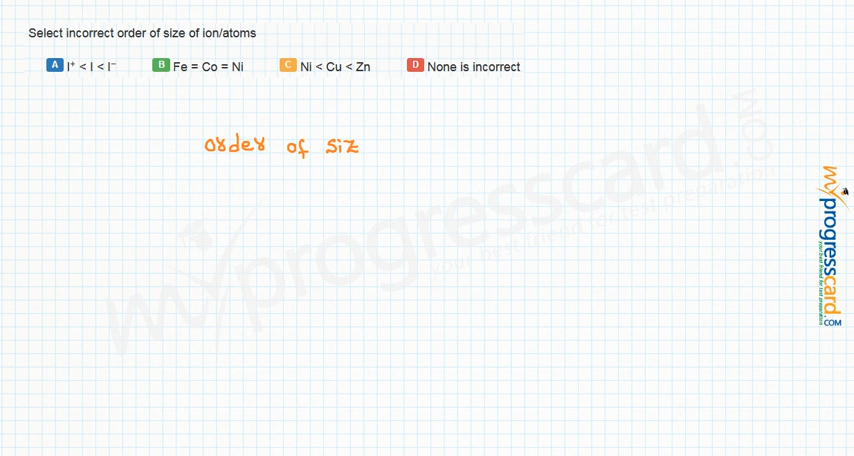 Select incorrect order of size of ion/atoms
A I⁺ < I < I⁻ B Fe = Co = Ni C Ni < Cu < Zn D None is incorrect
order of siz
myprogresscard.COM
your best friend for test preparation
myprogresscard.COM
your best friend for test preparation